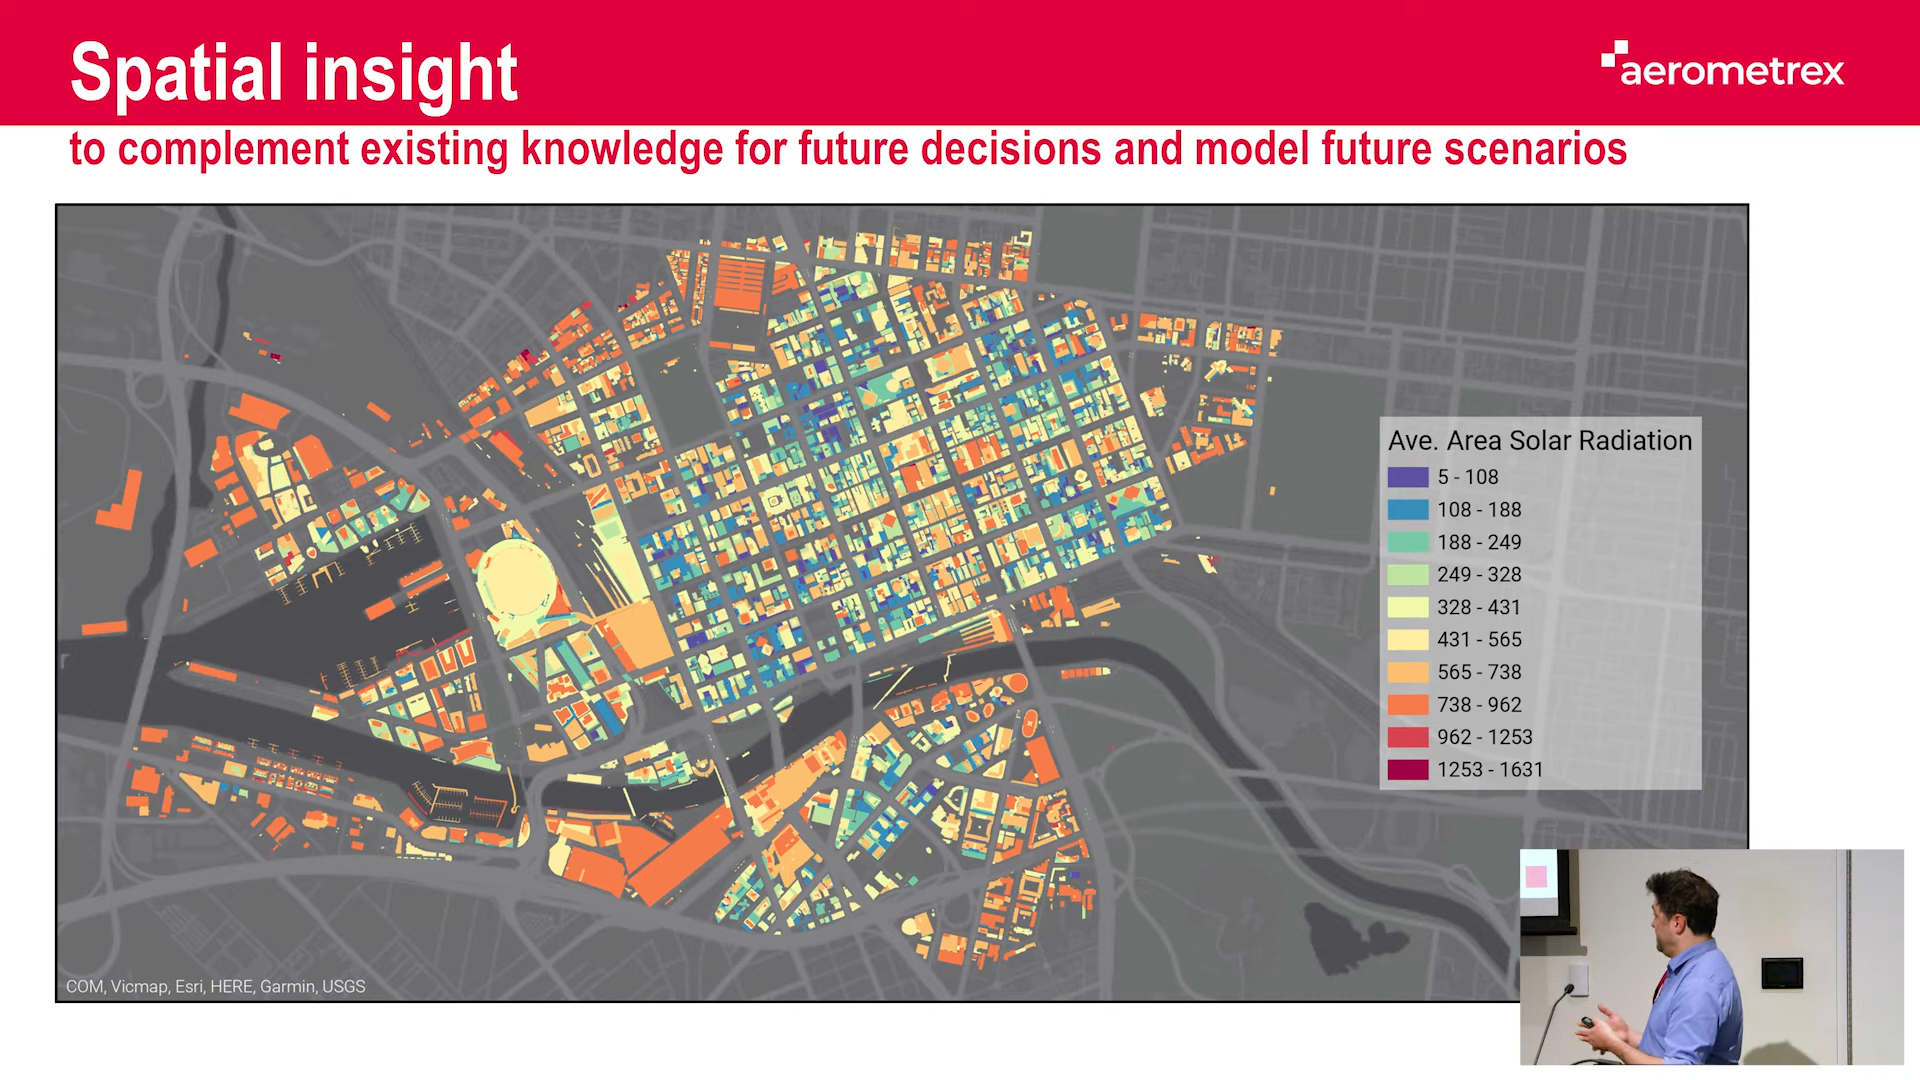 Spatial insight
aerometrex
to complement existing knowledge for future decisions and model future scenarios
Ave. Area Solar Radiation
5 - 108
108 - 188
188 - 249
249 - 328
328 - 431
431 - 565
565 - 738
738 - 962
962 - 1253
1253 - 1631
COM, Vicmap, Esri, HERE, Garmin, USGS